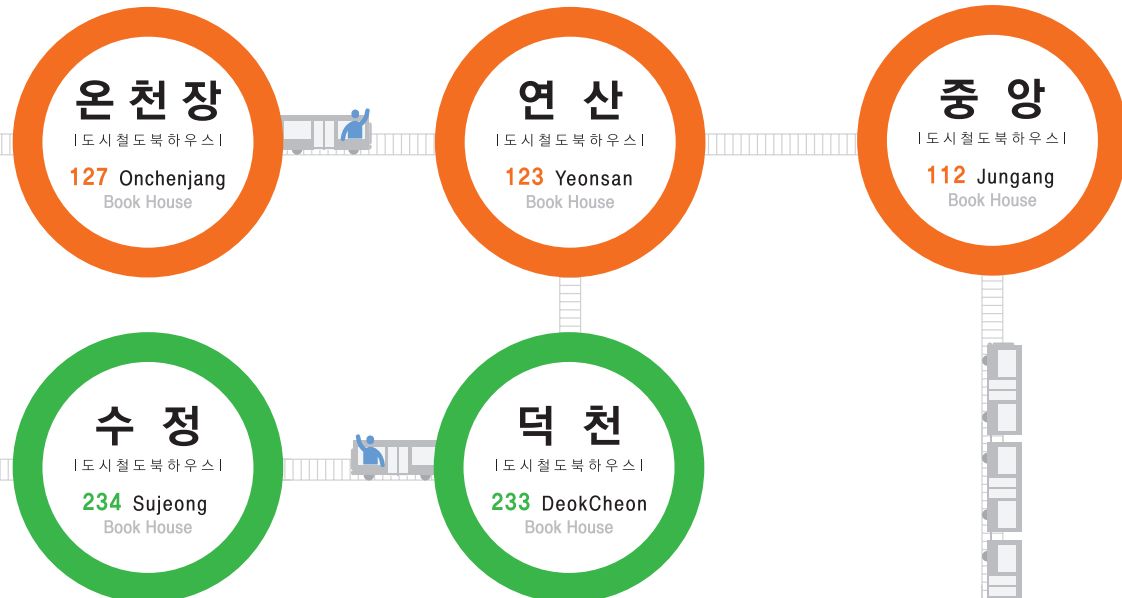 온천장
|도시철도북하우스|
127 Onchenjang
Book House
연산
|도시철도북하우스|
123 Yeonsan
Book House
중앙
|도시철도북하우스|
112 Jungang
Book House
수정
|도시철도북하우스|
234 Sujeong
Book House
덕천
|도시철도북하우스|
233 DeokCheon
Book House